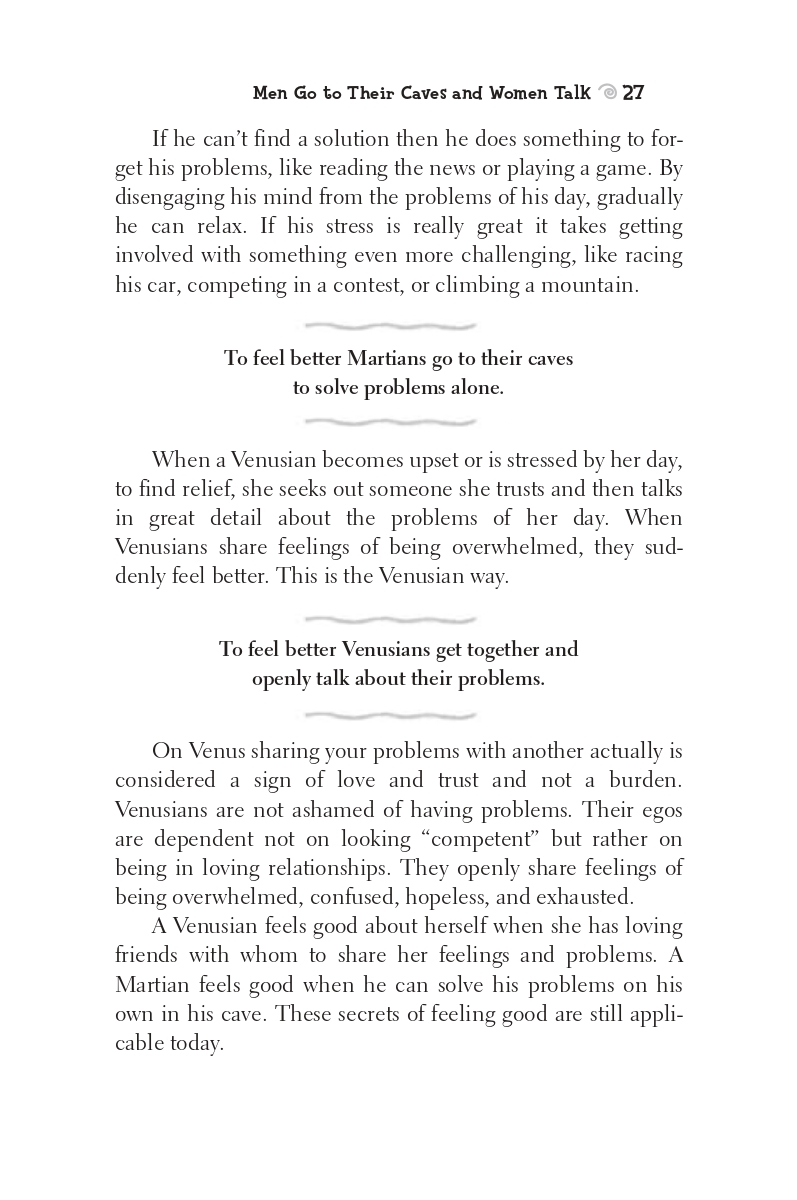 Men Go to Their Caves and Women Talk 27
If he can’t find a solution then he does something to for-
get his problems, like reading the news or playing a game. By
disengaging his mind from the problems of his day, gradually
he can relax. If his stress is really great it takes getting
involved with something even more challenging, like racing
his car, competing in a contest, or climbing a mountain.
To feel better Martians go to their caves
to solve problems alone.
When a Venusian becomes upset or is stressed by her day,
to find relief, she seeks out someone she trusts and then talks
in great detail about the problems of her day. When
Venusians share feelings of being overwhelmed, they sud-
denly feel better. This is the Venusian way.
To feel better Venusians get together and
openly talk about their problems.
On Venus sharing your problems with another actually is
considered a sign of love and trust and not a burden.
Venusians are not ashamed of having problems. Their egos
are dependent not on looking “competent” but rather on
being in loving relationships. They openly share feelings of
being overwhelmed, confused, hopeless, and exhausted.
A Venusian feels good about herself when she has loving
friends with whom to share her feelings and problems. A
Martian feels good when he can solve his problems on his
own in his cave. These secrets of feeling good are still appli-
cable today.